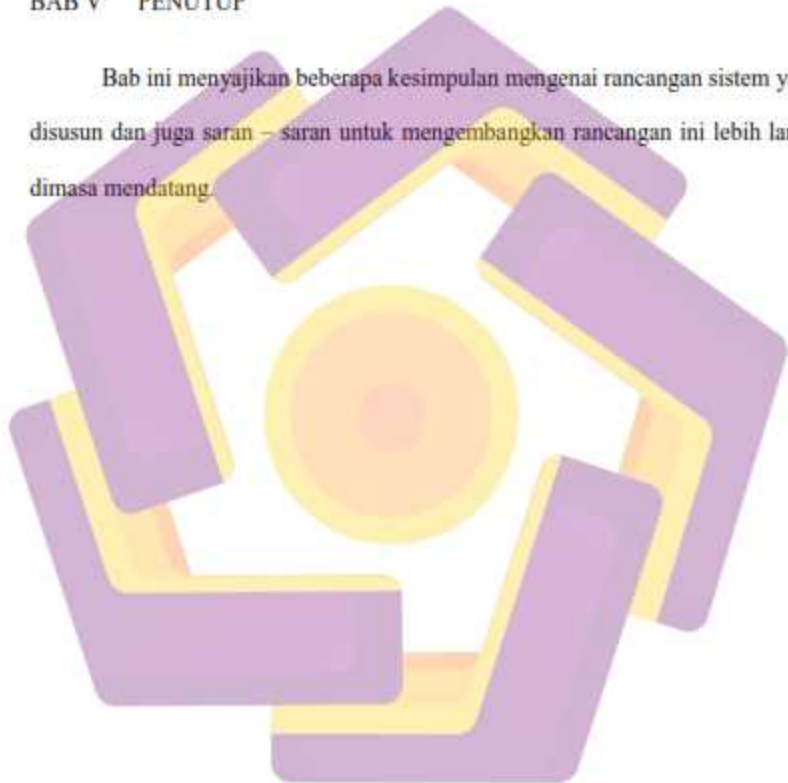 BAB V PENUTUP
Bab ini menyajikan beberapa kesimpulan mengenai rancangan sistem y
disusun dan juga saran – saran untuk mengembangkan rancangan ini lebih lan
dimasa mendatang.